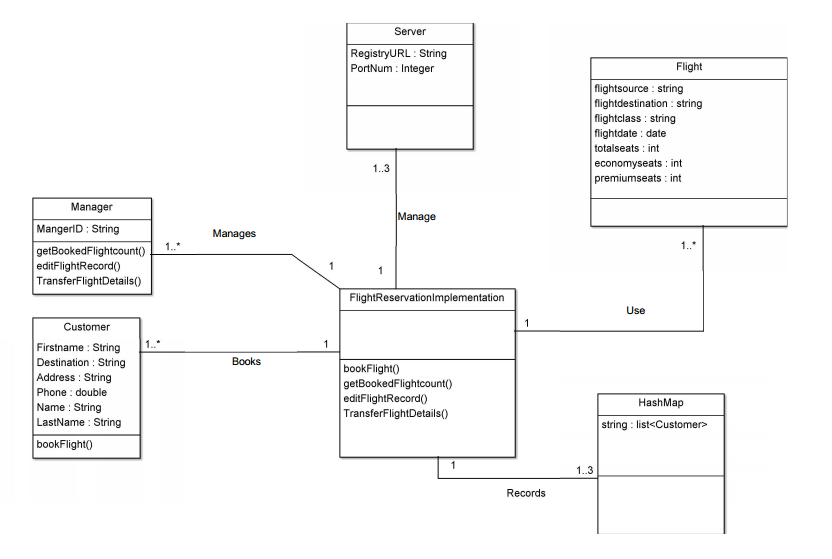 Server
RegistryURL : String
PortNum : Integer
1..3
Manage
1
Flight
flightsource : string
flightdestination : string
flightclass : string
flightdate : date
totalseats : int
economyseats : int
premiumseats : int
1..*
Use
1
Manager
MangerID : String
getBookedFlightcount()
editFlightRecord()
TransferFlightDetails()
1..*
Manages
1
Customer
Firstname : String
Destination : String
Address : String
Phone : double
Name : String
LastName : String
bookFlight()
1..*
Books
1
FlightReservationImplementation
bookFlight()
getBookedFlightcount()
editFlightRecord()
TransferFlightDetails()
1
Records
1..3
HashMap
string : list<Customer>